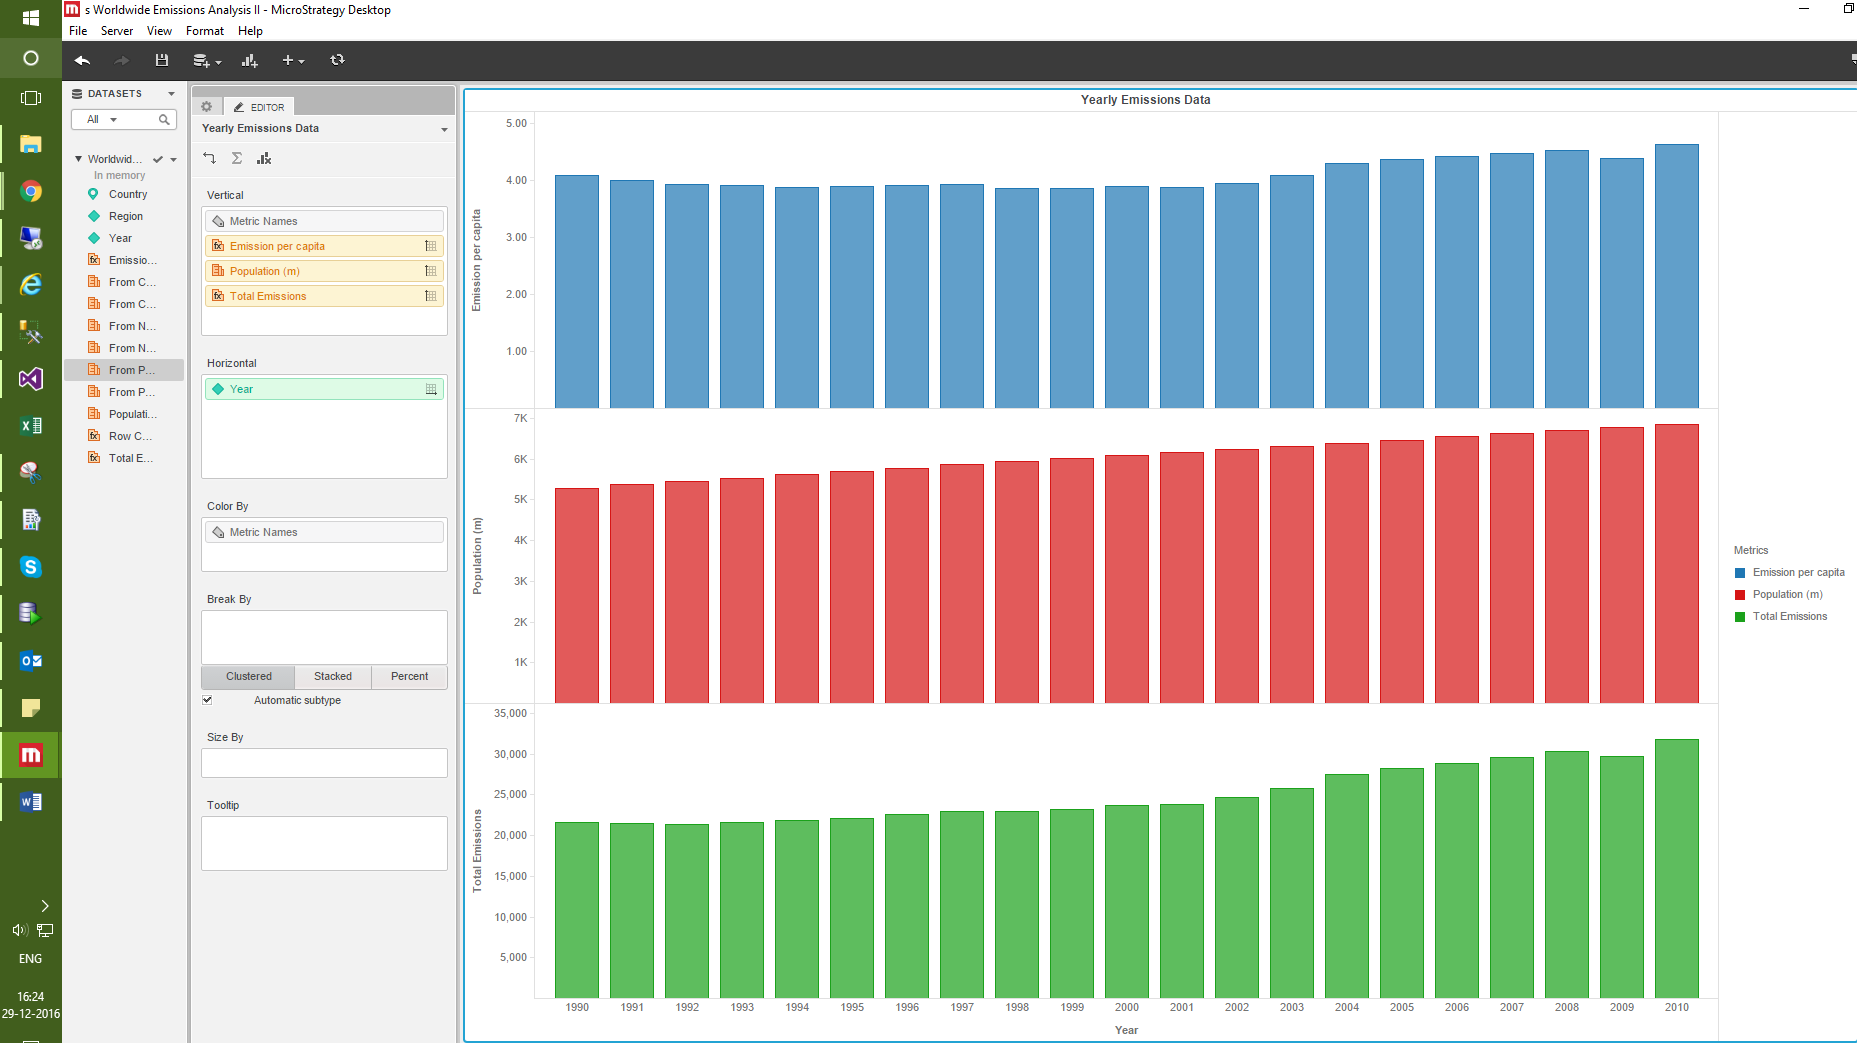 s Worldwide Emissions Analysis II - MicroStrategy Desktop
File Server View Format Help
DATASETS
All
Worldwid...
In memory
Country
Region
Year
Emissio...
From C...
From C...
From N...
From N...
From P...
From P...
Populati...
Row C...
Total E...
EDITOR
Yearly Emissions Data
Vertical
Metric Names
Emission per capita
Population (m)
Total Emissions
Horizontal
Year
Color By
Metric Names
Break By
Clustered Stacked Percent
Automatic subtype
Size By
Tooltip
Yearly Emissions Data
Emission per capita
5.00
4.00
3.00
2.00
1.00
Population (m)
7K
6K
5K
4K
3K
2K
1K
Total Emissions
35,000
30,000
25,000
20,000
15,000
10,000
5,000
1990 1991 1992 1993 1994 1995 1996 1997 1998 1999 2000 2001 2002 2003 2004 2005 2006 2007 2008 2009 2010
Year
Metrics
Emission per capita
Population (m)
Total Emissions
ENG
16:24
29-12-2016